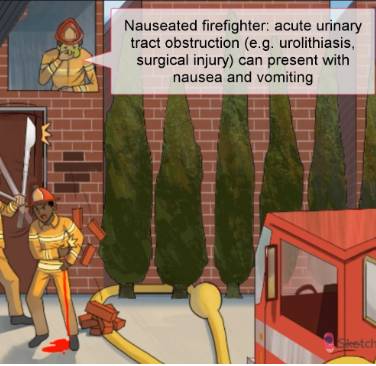 Nauseated firefighter: acute urinary
tract obstruction (e.g. urolithiasis,
surgical injury) can present with
nausea and vomiting
Sketch